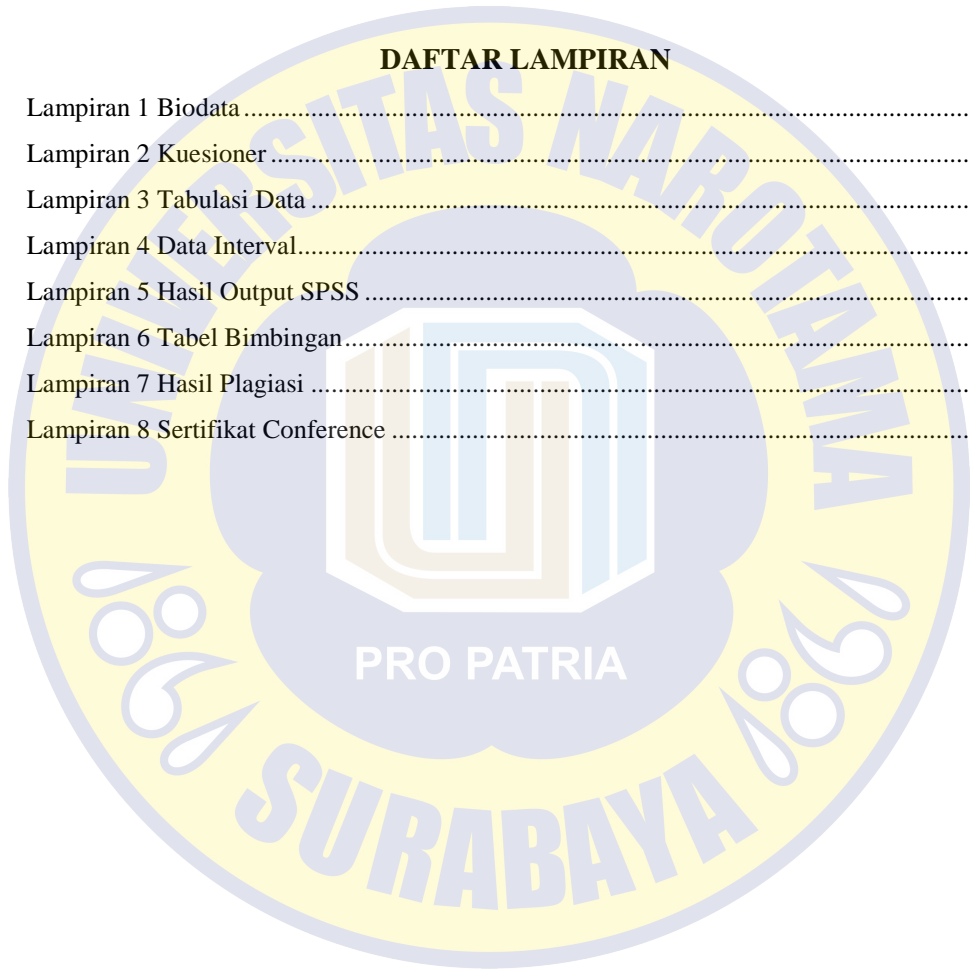 DAFTAR LAMPIRAN
Lampiran 1 Biodata ..........................................................................................................
Lampiran 2 Kuesioner ......................................................................................................
Lampiran 3 Tabulasi Data ................................................................................................
Lampiran 4 Data Interval..................................................................................................
Lampiran 5 Hasil Output SPSS ........................................................................................
Lampiran 6 Tabel Bimbingan...........................................................................................
Lampiran 7 Hasil Plagiasi ................................................................................................
Lampiran 8 Sertifikat Conference ....................................................................................
UNIVERSITAS NAROTAMA
PRO PATRIA
SURABAYA